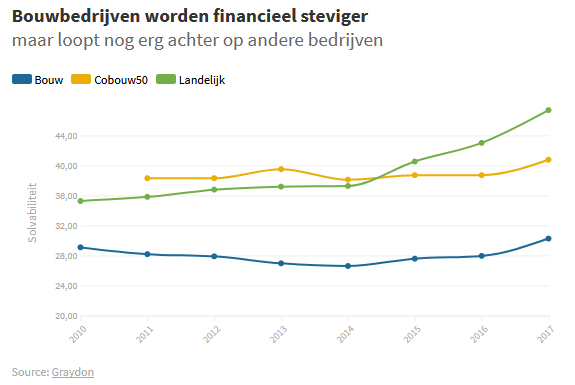 Bouwbedrijven worden financieel steviger
maar loopt nog erg achter op andere bedrijven
Bouw Cobouw50 Landelijk
Solvabiliteit
44,00
40,00
36,00
32,00
28,00
24,00
20,00
2010 2011 2012 2013 2014 2015 2016 2017
Source: Graydon